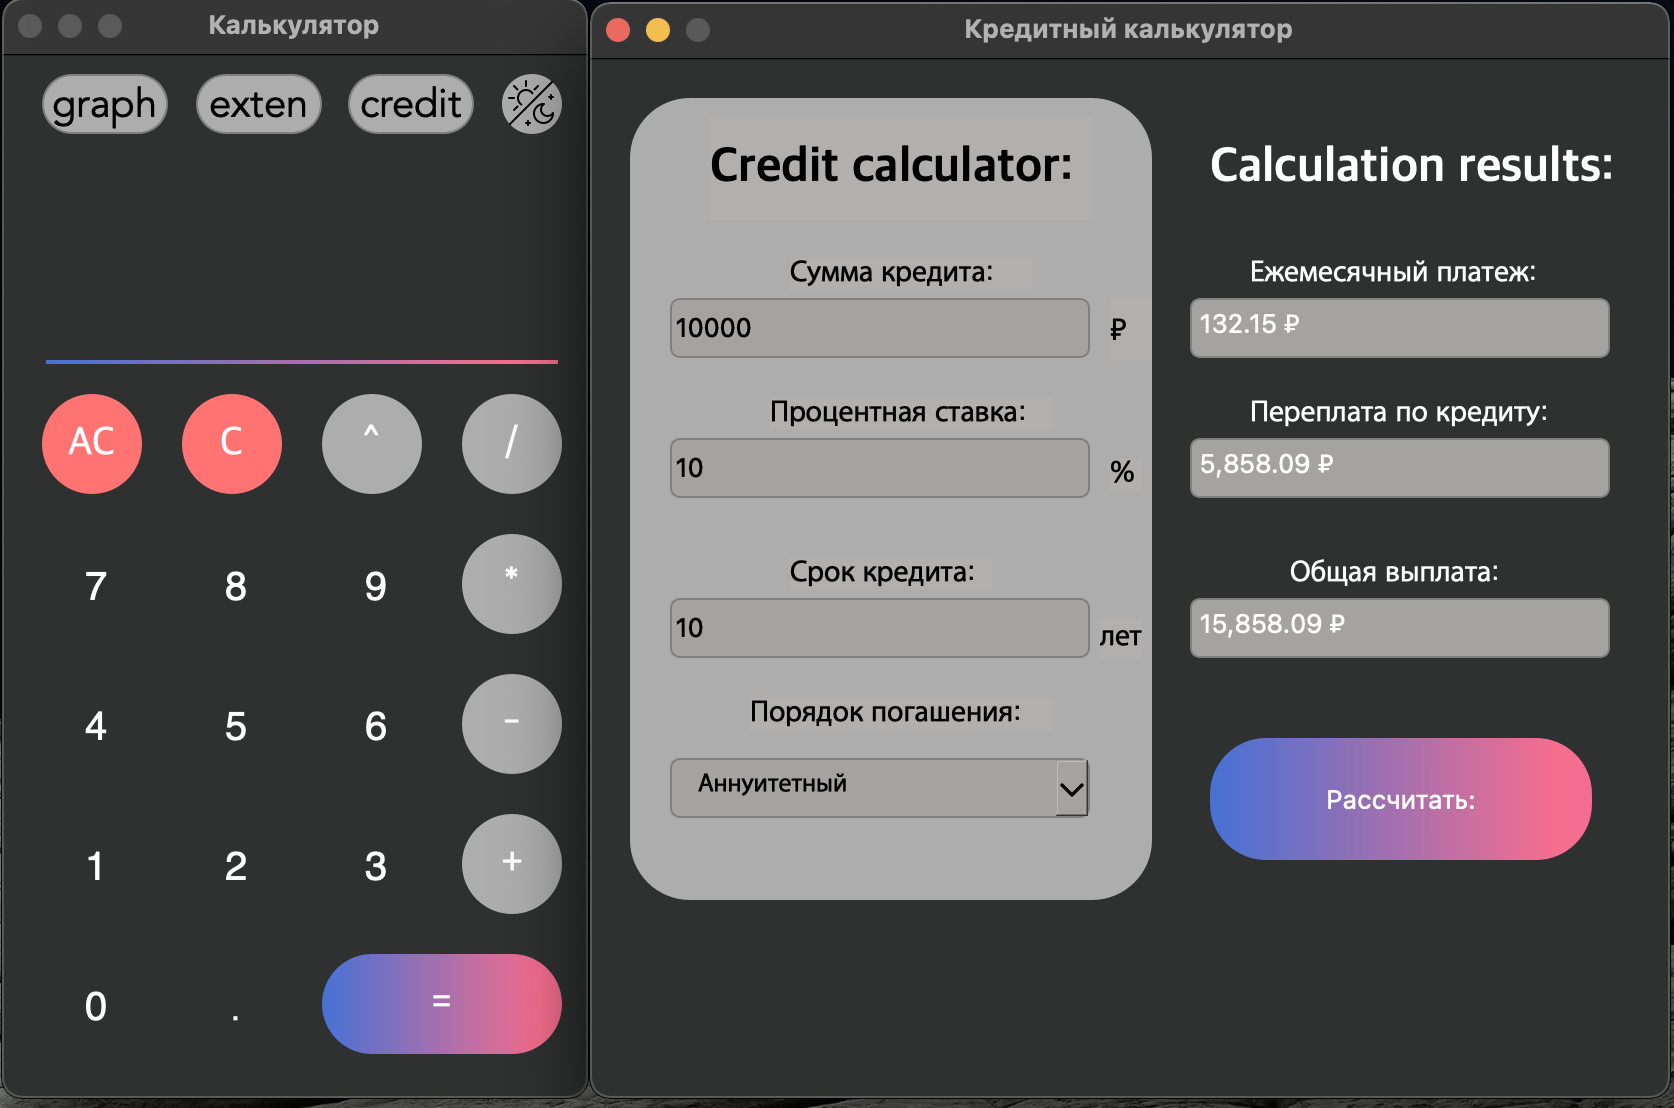 Калькулятор
graph exten credit
AC C ^ /
7 8 9 *
4 5 6 -
1 2 3 +
0 . =
Кредитный калькулятор
Credit calculator:
Сумма кредита:
10000 ₽
Процентная ставка:
10 %
Срок кредита:
10 лет
Порядок погашения:
Аннуитетный
Calculation results:
Ежемесячный платеж:
132.15 ₽
Переплата по кредиту:
5,858.09 ₽
Общая выплата:
15,858.09 ₽
Рассчитать: